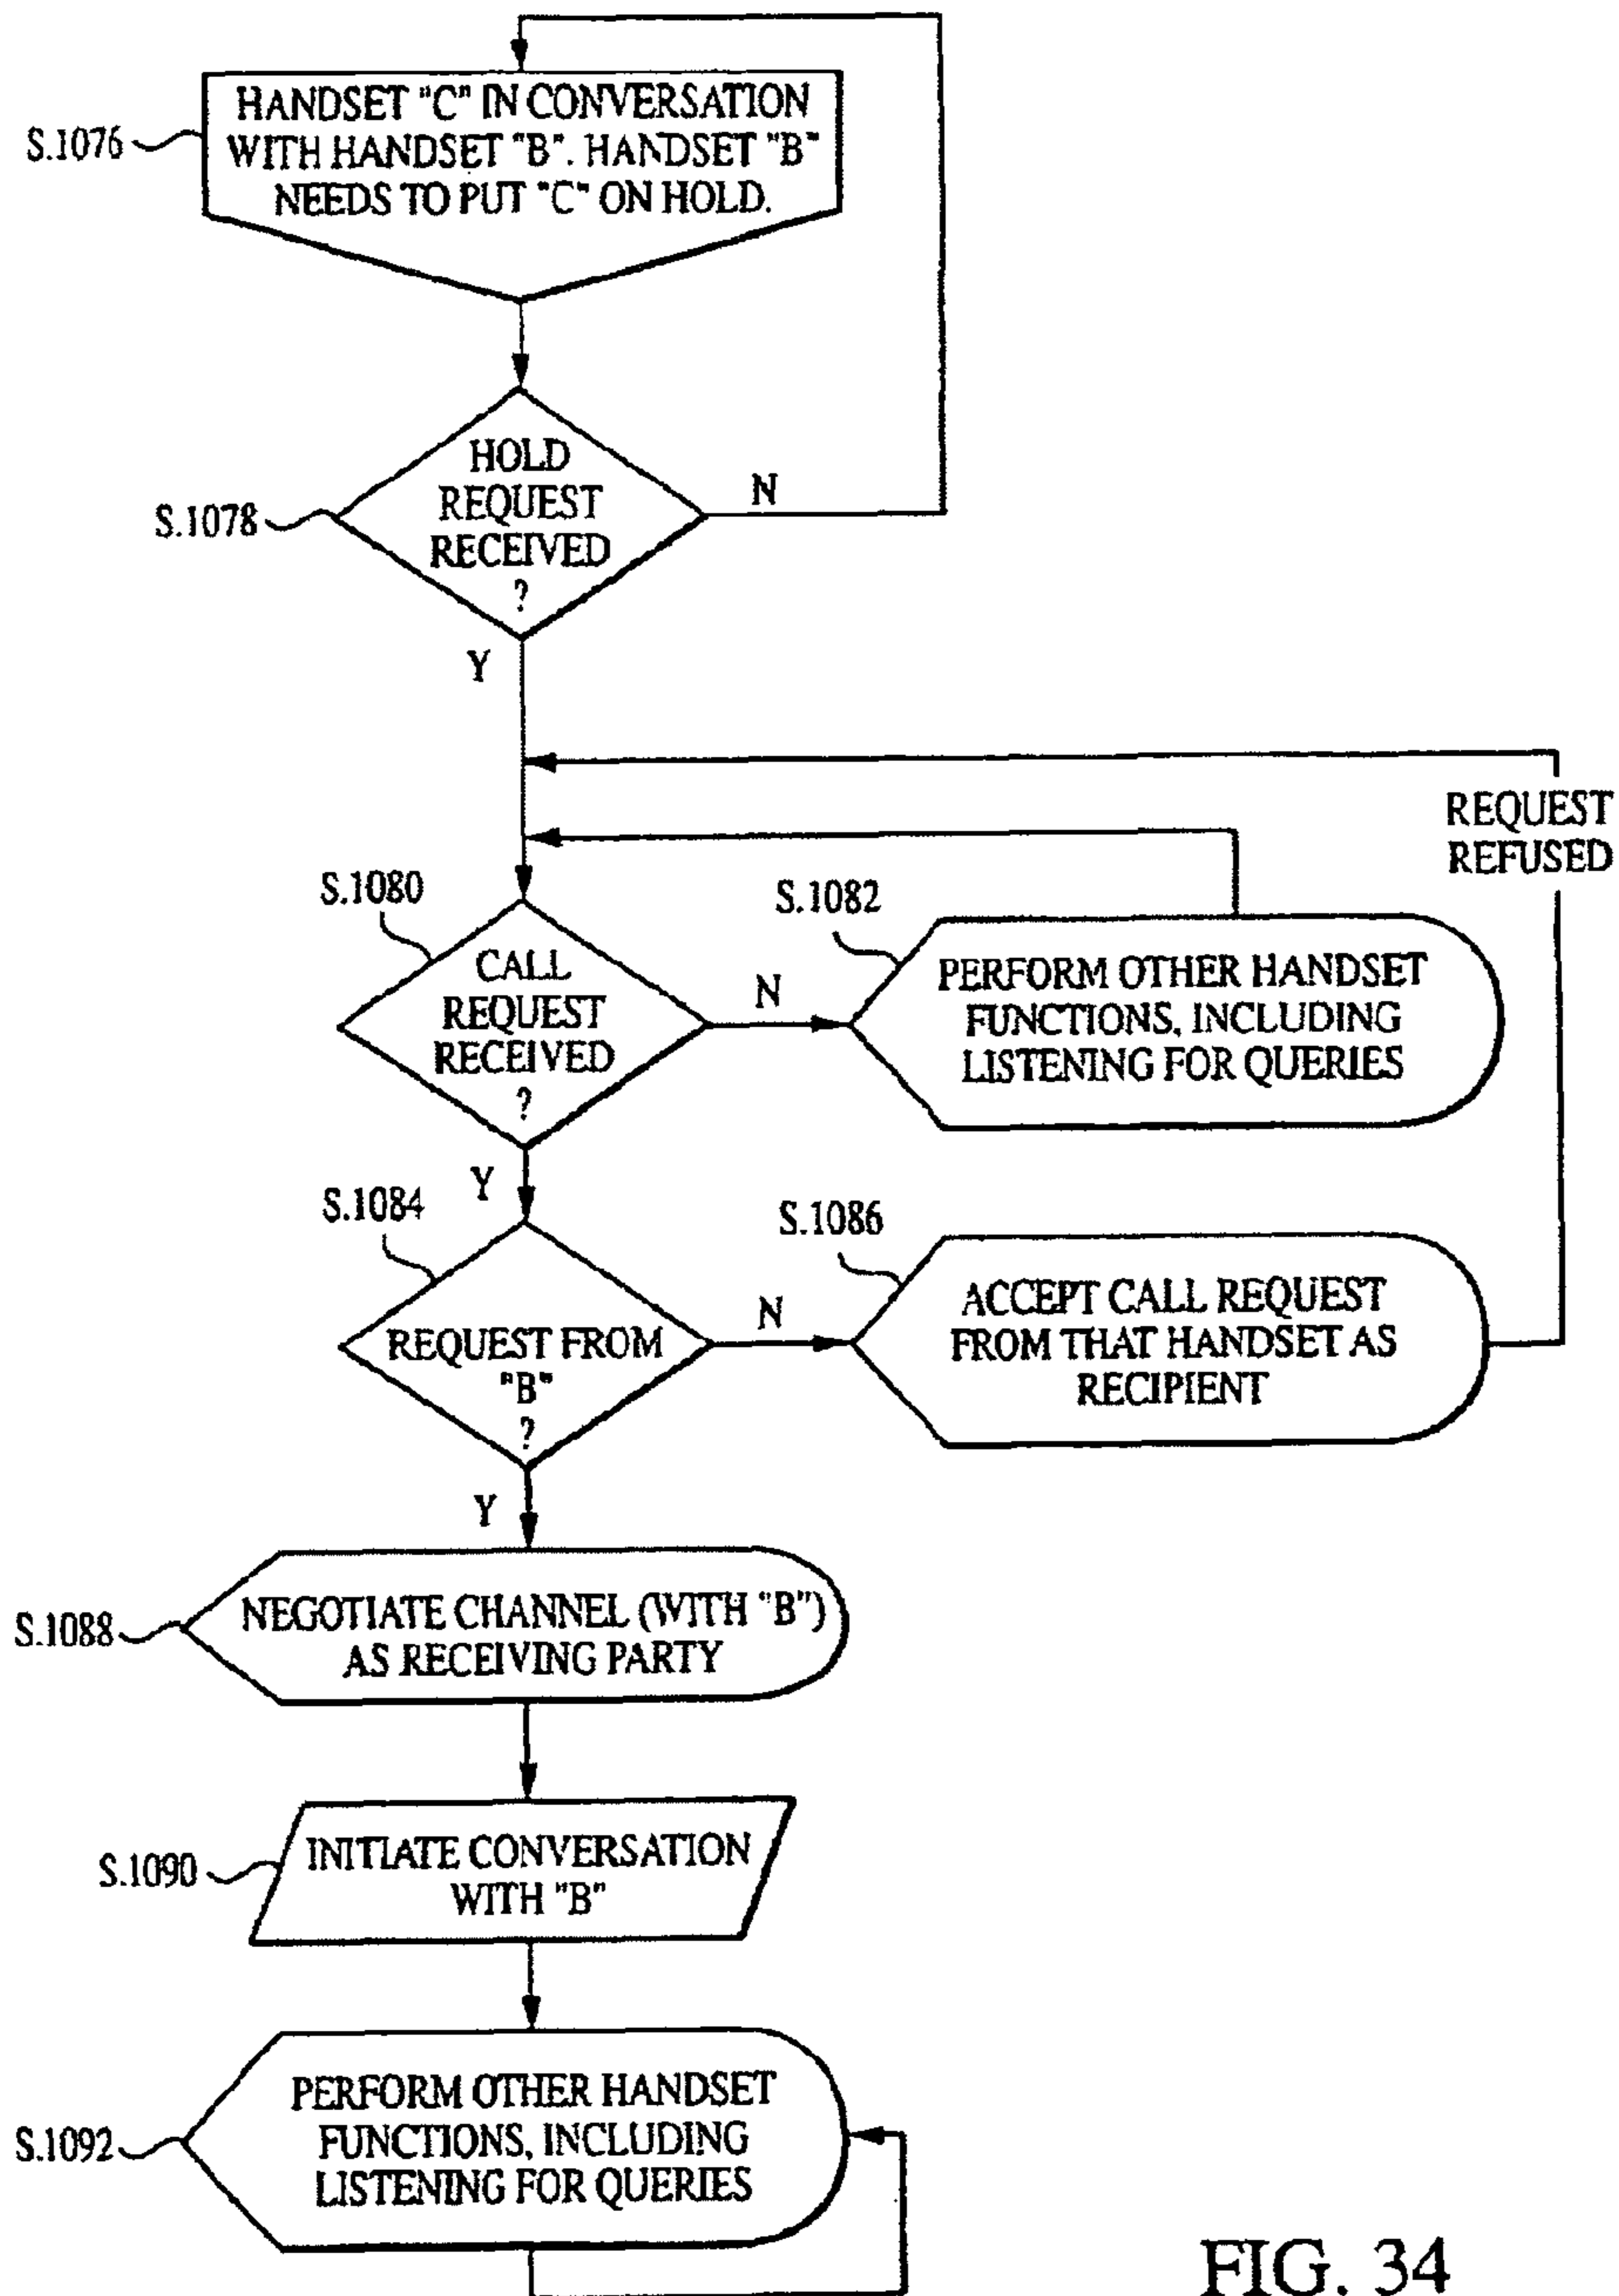 S.1076
HANDSET "C" IN CONVERSATION
WITH HANDSET "B". HANDSET "B"
NEEDS TO PUT "C" ON HOLD.
S.1078
HOLD
REQUEST
RECEIVED
?
N
Y
REQUEST
REFUSED
S.1080
CALL
REQUEST
RECEIVED
?
N
S.1082
PERFORM OTHER HANDSET
FUNCTIONS, INCLUDING
LISTENING FOR QUERIES
Y
S.1084
REQUEST FROM
"B"
?
N
S.1086
ACCEPT CALL REQUEST
FROM THAT HANDSET AS
RECIPIENT
Y
S.1088
NEGOTIATE CHANNEL (WITH "B")
AS RECEIVING PARTY
S.1090
INITIATE CONVERSATION
WITH "B"
S.1092
PERFORM OTHER HANDSET
FUNCTIONS, INCLUDING
LISTENING FOR QUERIES
FIG. 34